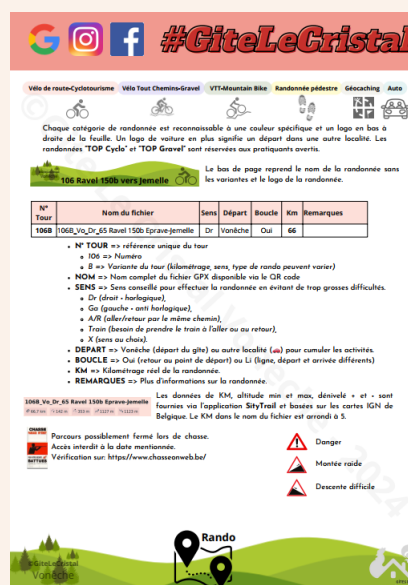 #GiteLeCristal
Vélo de route-Cyclotourisme Vélo Tout Chemins-Gravel VTT-Mountain Bike Randonnée pédestre Géocaching Auto
Chaque catégorie de randonnée est reconnaissable à une couleur spécifique et un logo en bas à
droite de la feuille. Un logo de voiture en plus signifie un départ dans une autre localité. Les
randonnées "TOP Cyclo" et "TOP Gravel" sont réservées aux pratiquants avertis.
106 Ravel 150b vers Jemelle
Le bas de page reprend le nom de la randonnée sans
les variantes et le logo de la randonnée.
N° Tour Nom du fichier Sens Départ Boucle Km Remarques
106B 106B_Vo_Dr_65 Ravel 150b Eprave-Jemelle Dr Vonêche Oui 66
N° TOUR => référence unique du tour
106 => Numéro
B => Variante du tour (kilométrage, sens, type de rando peuvent varier)
NOM => Nom complet du fichier GPX disponible via le QR code
SENS => Sens conseillé pour effectuer la randonnée en évitant de trop grosses difficultés.
Dr (droit - horlogique),
Ga (gauche - anti horlogique),
A/R (aller/retour par le même chemin),
Train (besoin de prendre le train à l'aller ou au retour),
X (sens au choix).
DEPART => Vonêche (départ du gîte) ou autre localité (🚗) pour cumuler les activités.
BOUCLE => Oui (retour au point de départ) ou Li (ligne, départ et arrivée différents)
KM => Kilométrage réel de la randonnée.
REMARQUES => Plus d'informations sur la randonnée.
106B_Vo_Dr_65 Ravel 150b Eprave-Jemelle
Les données de KM, altitude min et max, dénivelé + et - sont
fournies via l'application SityTrail et basées sur les cartes IGN de
Belgique. Le KM dans le nom du fichier est arrondi à 5.
CHASSE
Parcours possiblement fermé lors de chasse.
Accès interdit à la date mentionnée.
Vérification sur: https://www.chasseonweb.be/
BATTUE
Danger
Montée raide
Descente difficile
Rando
©GiteLeCristal
Vonêche